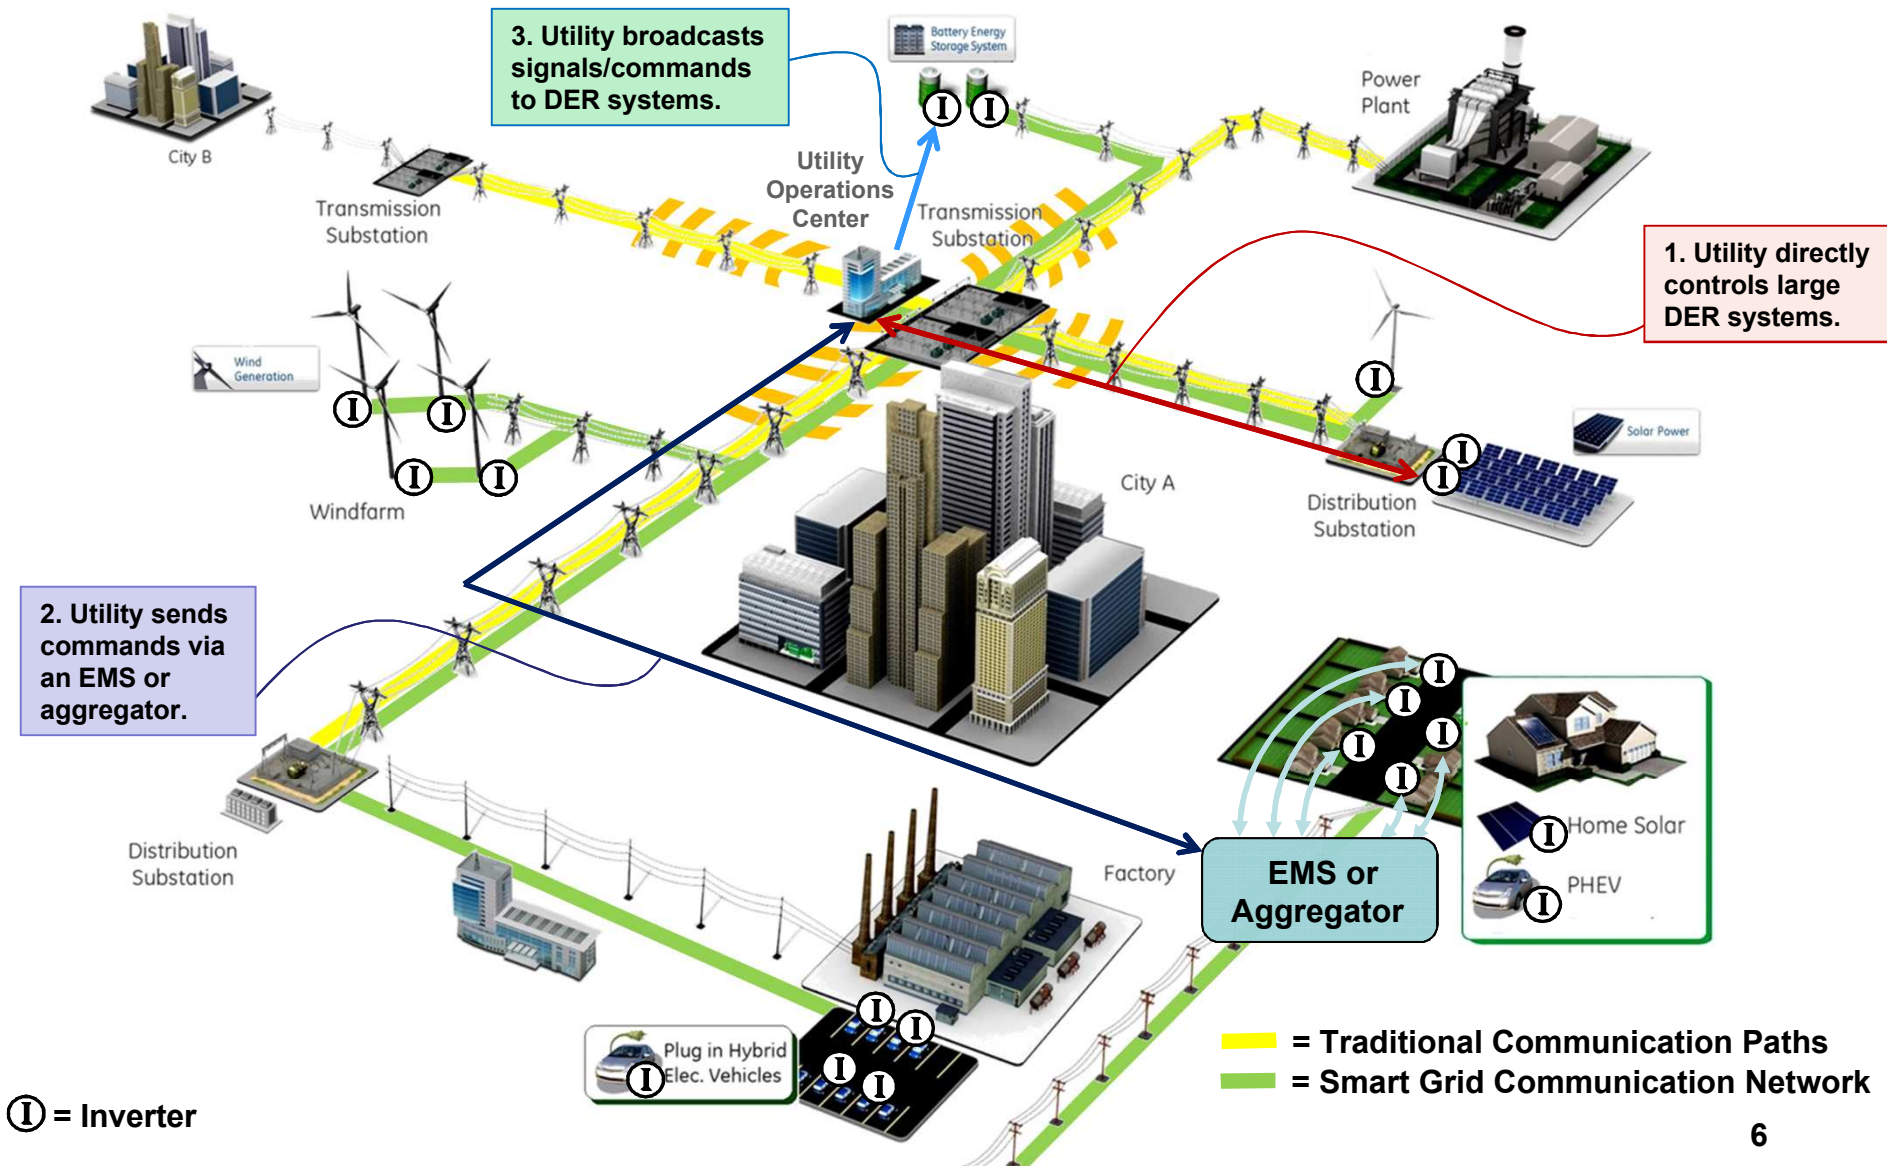 3. Utility broadcasts
signals/commands
to DER systems.
Battery Energy
Storage System
I
I
Power
Plant
City B
Utility
Operations
Center
Transmission
Substation
Transmission
Substation
1. Utility directly
controls large
DER systems.
Wind
Generation
I
I
I
I
I
Windfarm
Solar Power
I
I
City A
Distribution
Substation
2. Utility sends
commands via
an EMS or
aggregator.
I
I
I
I
I
Home Solar
I
PHEV
I
EMS or
Aggregator
Distribution
Substation
Factory
I
I
I
I
Plug in Hybrid
Elec. Vehicles
I
= Traditional Communication Paths
= Smart Grid Communication Network
I = Inverter
6